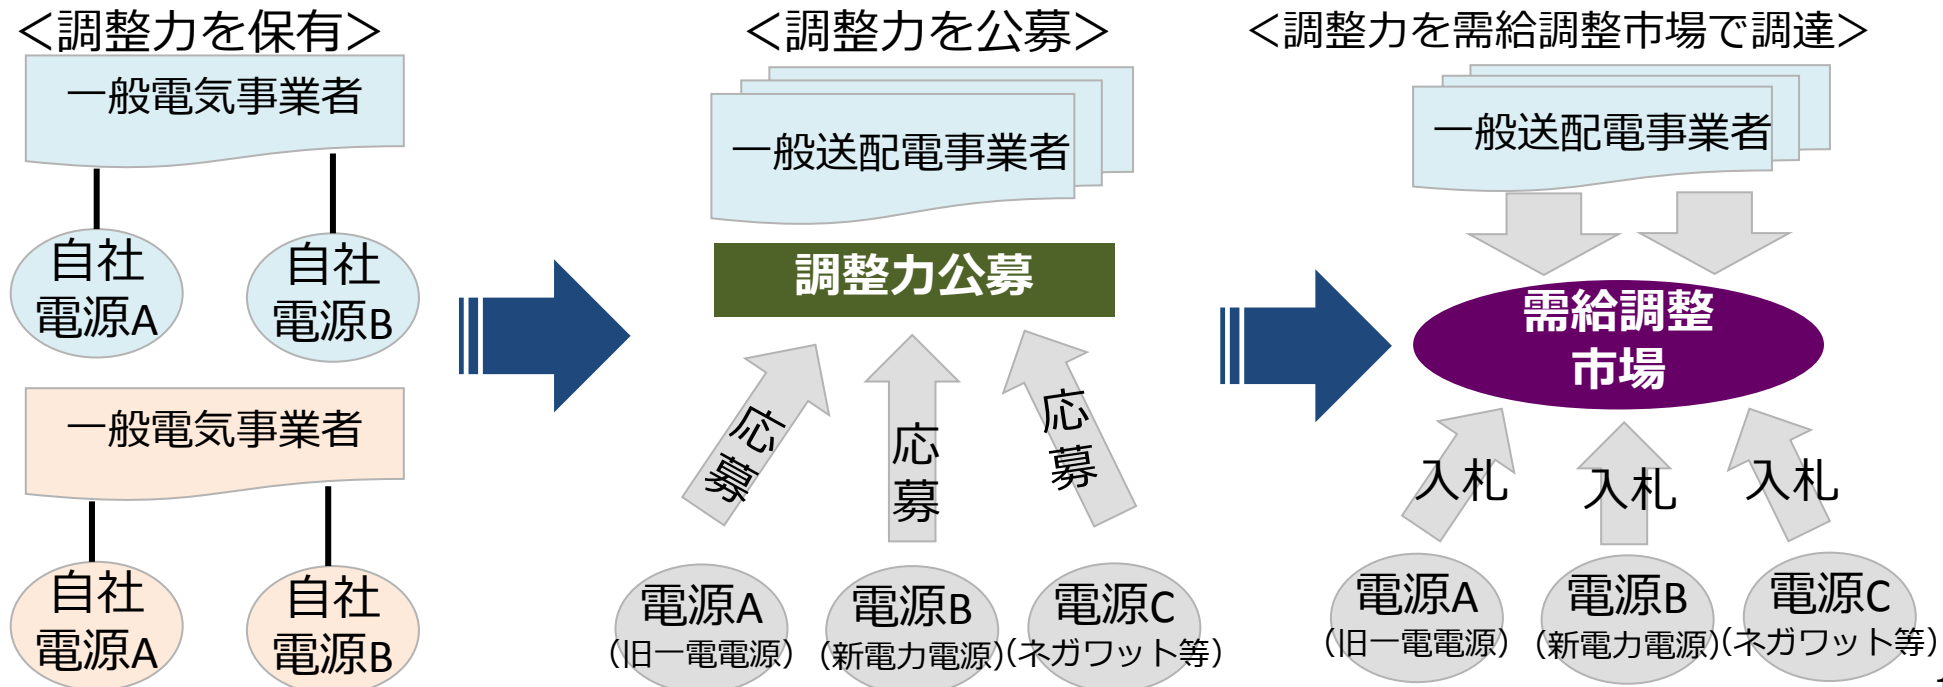 ＜調整力を保有＞
一般電気事業者
自社
電源A
自社
電源B
一般電気事業者
自社
電源A
自社
電源B
＜調整力を公募＞
一般送配電事業者
調整力公募
応募
応募
応募
電源A
（旧一電電源）
電源B
（新電力電源）
電源C
（ネガワット等）
＜調整力を需給調整市場で調達＞
一般送配電事業者
需給調整
市場
入札
入札
入札
電源A
（旧一電電源）
電源B
（新電力電源）
電源C
（ネガワット等）